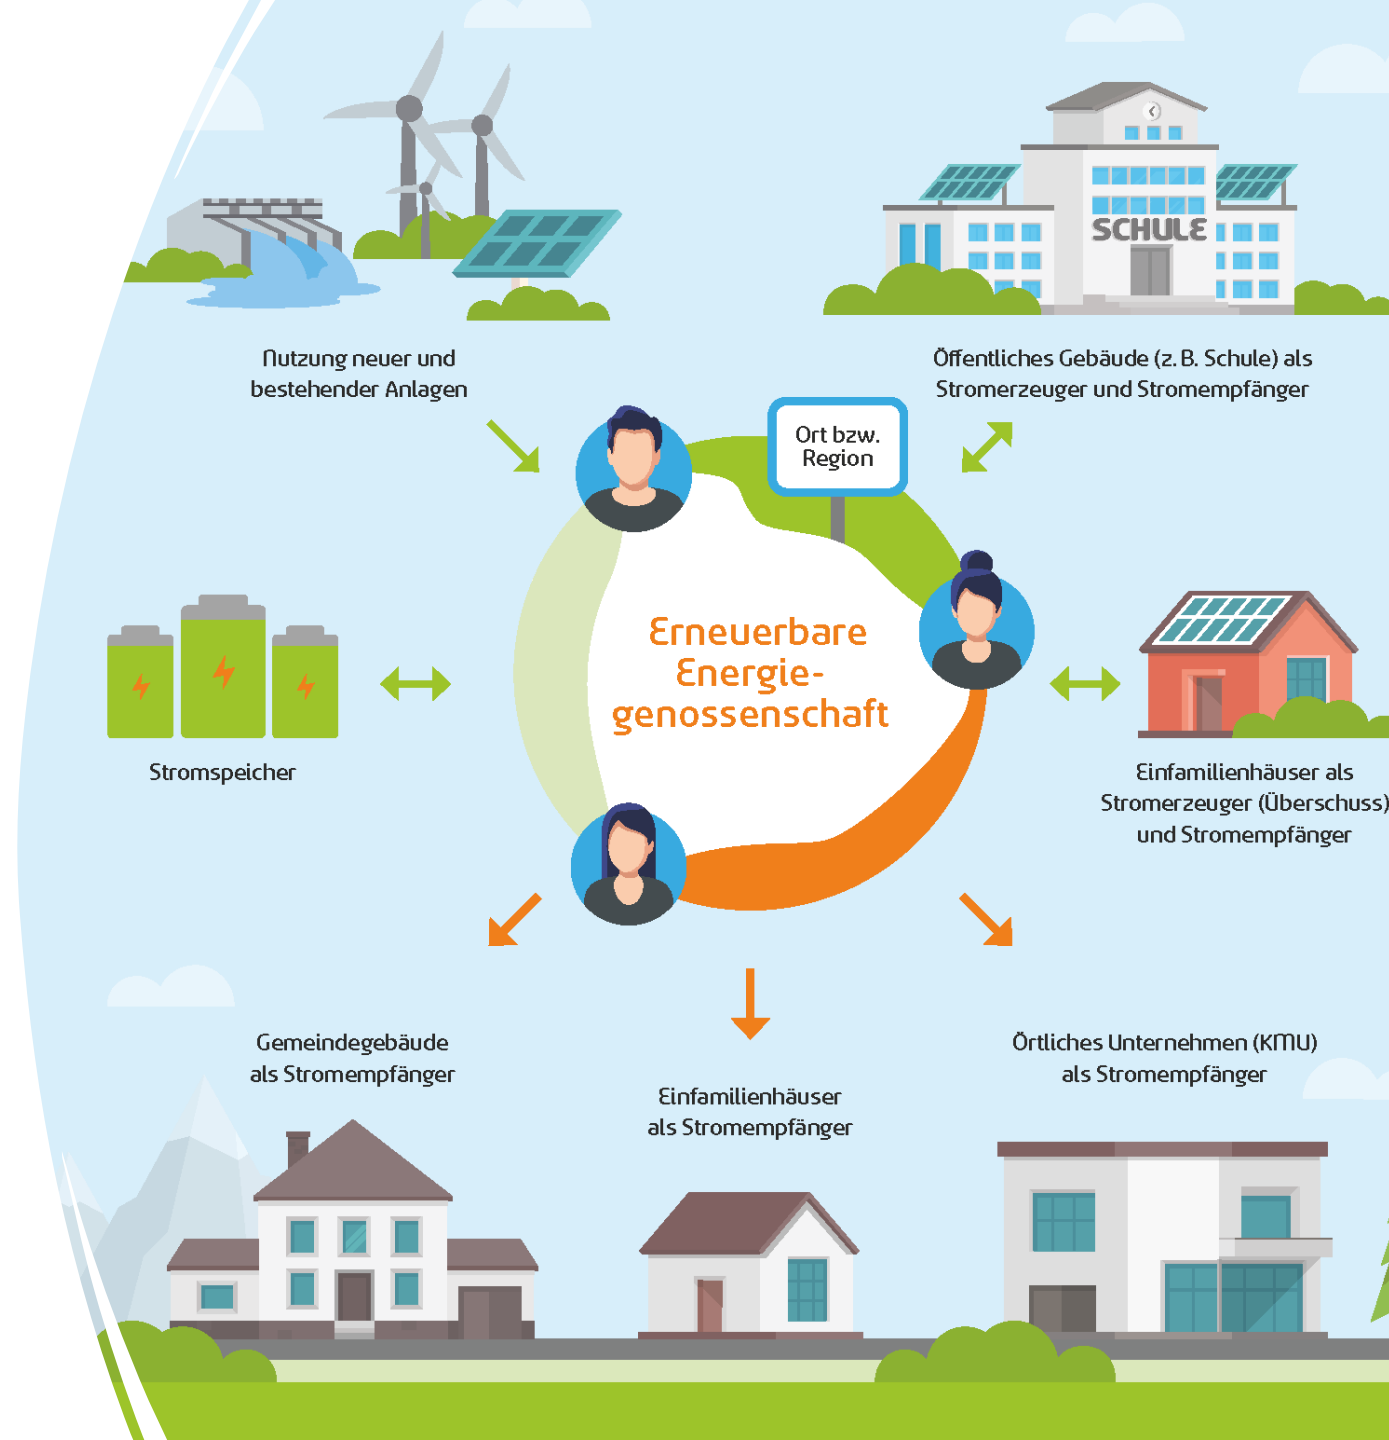 SCHULE
Nutzung neuer und
bestehender Anlagen
Öffentliches Gebäude (z. B. Schule) als
Stromerzeuger und Stromempfänger
Ort bzw.
Region
Erneuerbare
Energie-
genossenschaft
Stromspeicher
Einfamilienhäuser als
Stromerzeuger (Überschuss)
und Stromempfänger
Gemeindegebäude
als Stromempfänger
Einfamilienhäuser
als Stromempfänger
Örtliches Unternehmen (KMU)
als Stromempfänger